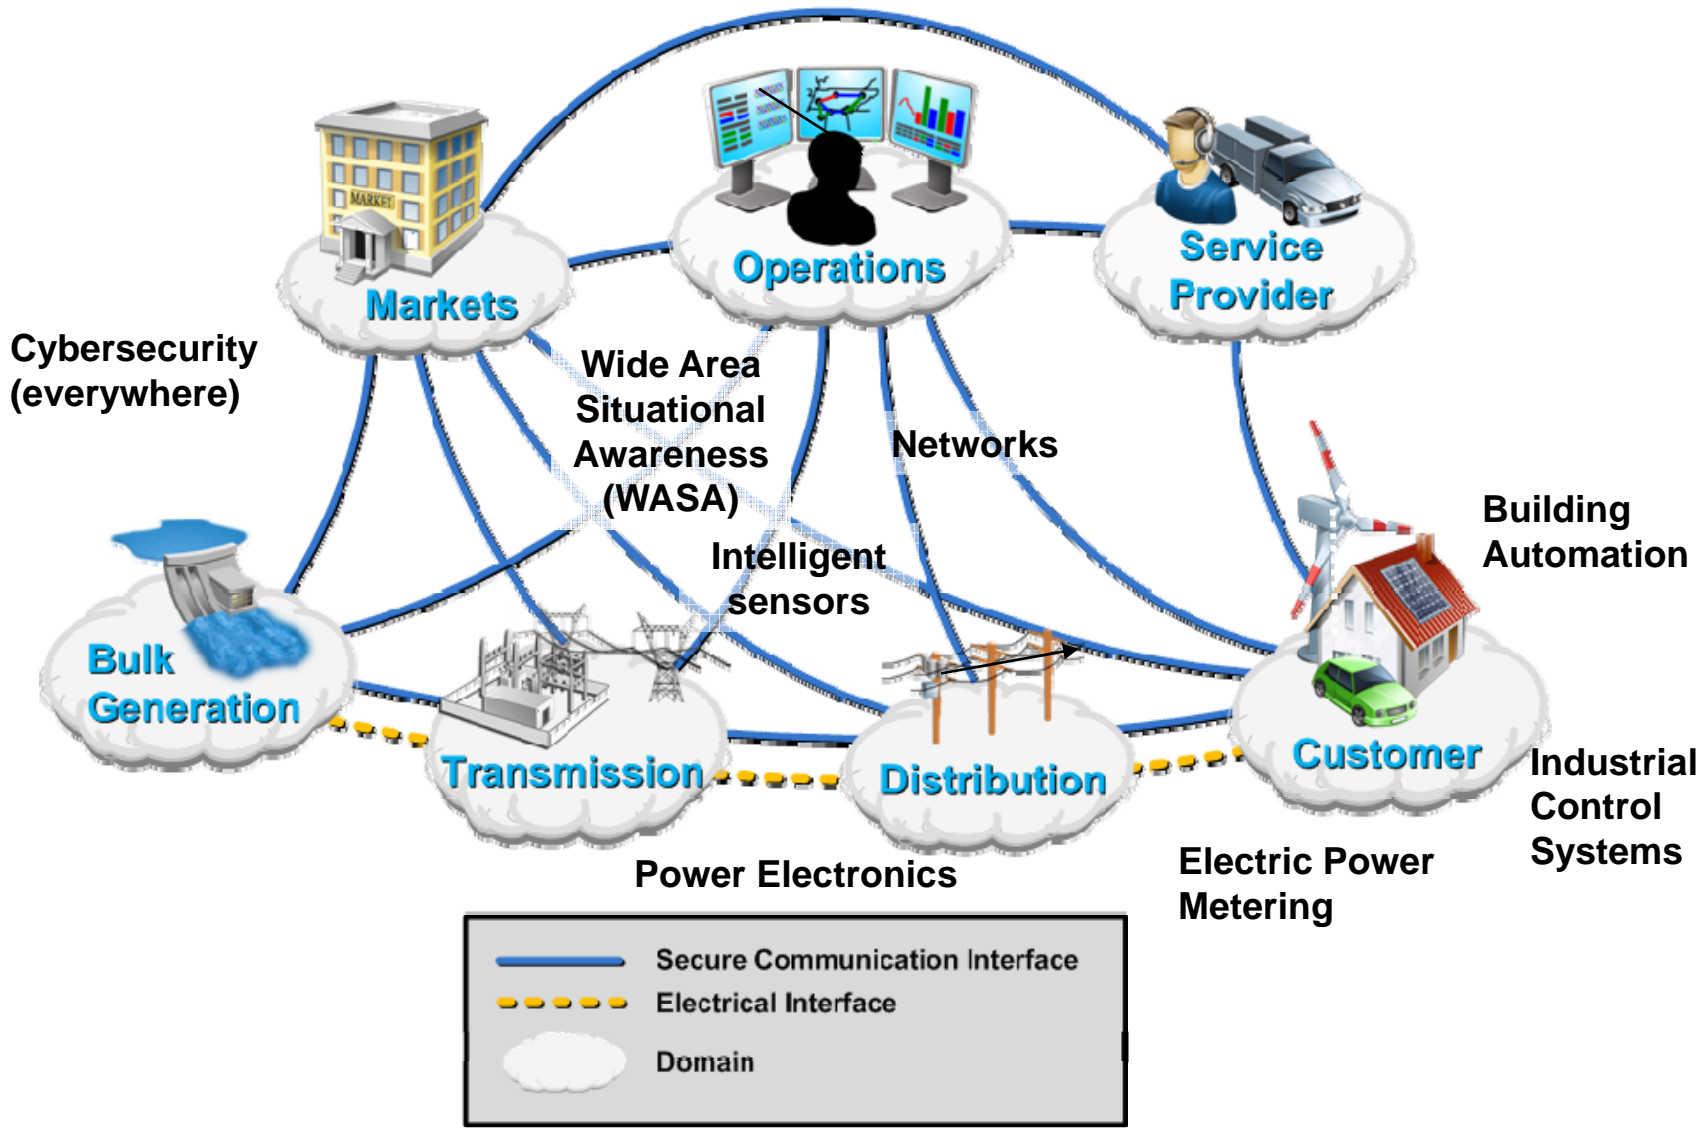 MARKET
Markets
Operations
Service
Provider
Cybersecurity
(everywhere)
Wide Area
Situational
Awareness
(WASA)
Networks
Intelligent
sensors
Building
Automation
Bulk
Generation
Transmission
Distribution
Customer
Industrial
Control
Systems
Power Electronics
Electric Power
Metering
Secure Communication Interface
Electrical Interface
Domain